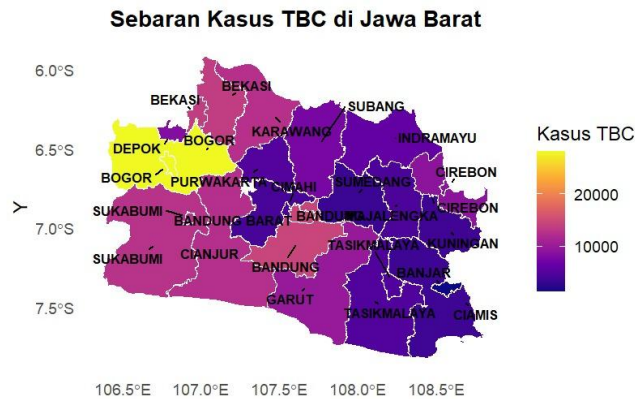 Sebaran Kasus TBC di Jawa Barat
6.0°S
BEKASI
BEKASI
SUBANG
KARAWANG
INDRAMAYU
Kasus TBC
6.5°S
DEPOK
BOGOR
CIREBON
BOGOR
PURWAKARTA
CIMAHI
SUMEDANG
20000
Y
SUKABUMI
BANDUNG BARAT
BANDUNG
MAJALENGKA
CIREBON
7.0°S
10000
SUKABUMI
CIANJUR
BANDUNG
TASIKMALAYA
KUNINGAN
BANJAR
7.5°S
GARUT
TASIKMALAYA
CIAMIS
106.5°E 107.0°E 107.5°E 108.0°E 108.5°E